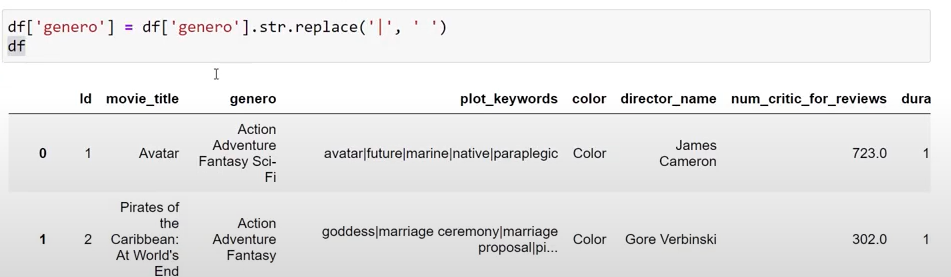 df['genero'] = df['genero'].str.replace('|', ' ')
df
Id movie_title genero plot_keywords color director_name num_critic_for_reviews dura
0 1 Avatar Action Adventure Fantasy Sci-Fi avatar|future|marine|native|paraplegic Color James Cameron 723.0 1
1 2 Pirates of the Caribbean: At World's End Action Adventure Fantasy goddess|marriage ceremony|marriage proposal|pi... Color Gore Verbinski 302.0 1